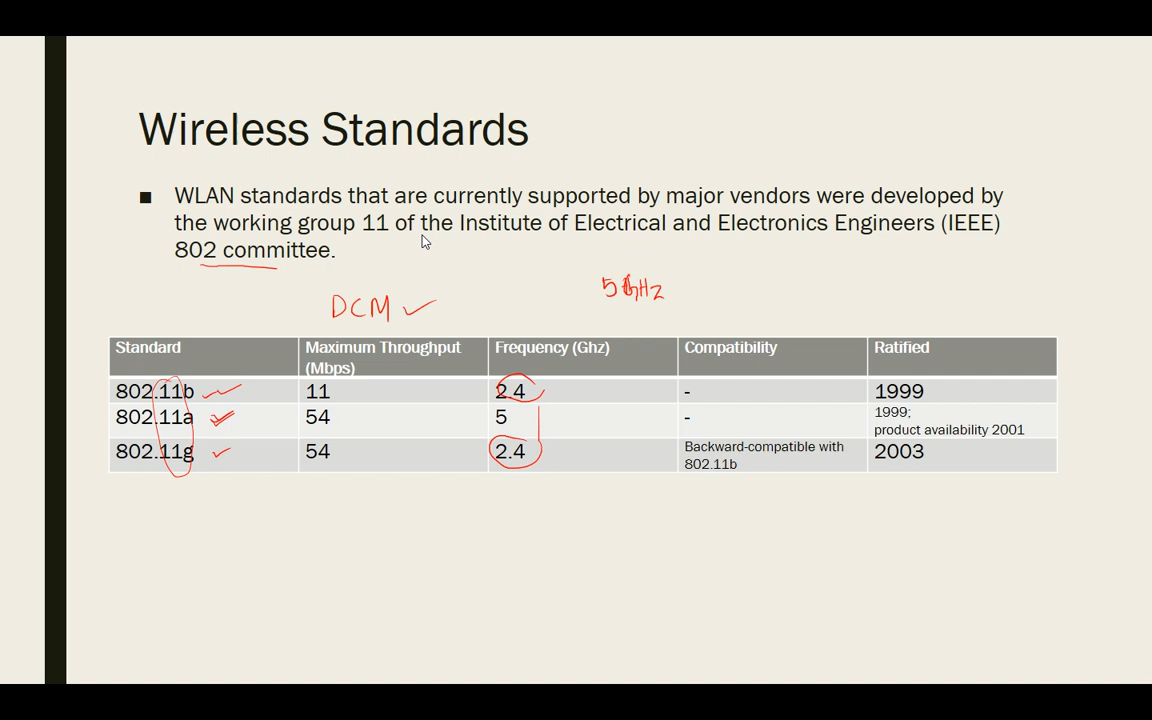 Wireless Standards
■ WLAN standards that are currently supported by major vendors were developed by
the working group 11 of the Institute of Electrical and Electronics Engineers (IEEE)
802 committee.
5 GHz
DCM ✓
Standard Maximum Throughput (Mbps) Frequency (Ghz) Compatibility Ratified
802.11b 11 2.4 - 1999
802.11a 54 5 - 1999; product availability 2001
802.11g 54 2.4 Backward-compatible with 802.11b 2003